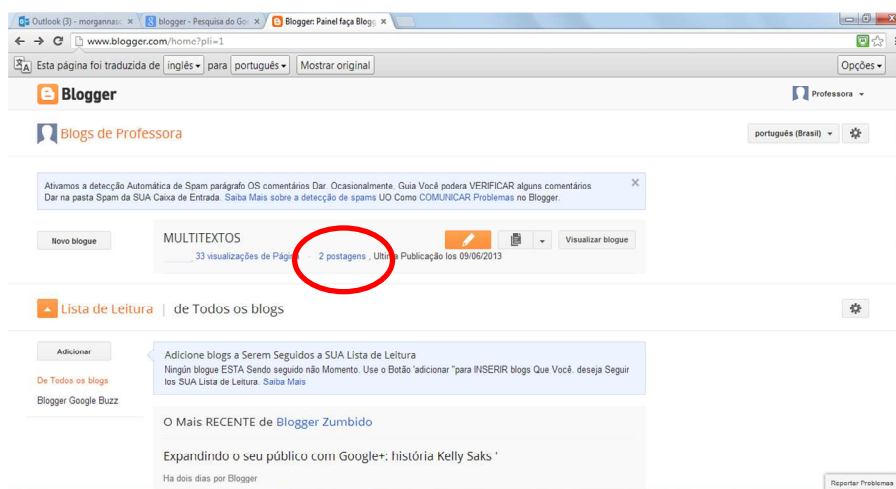 Outlook (3) - morgannasc
blogger - Pesquisa do Goo
Blogger: Painel faça Blogg
www.blogger.com/home?pli=1
Esta página foi traduzida de inglês para português Mostrar original Opções
Blogger Professora
Blogs de Professora português (Brasil)
Ativamos a detecção Automática de Spam parágrafo OS comentários Dar. Ocasionalmente, Guia Você podera VERIFICAR alguns comentários
Dar na pasta Spam da SUA Caixa de Entrada. Saiba Mais sobre a detecção de spams UO Como COMUNICAR Problemas no Blogger.
Novo blogue
MULTITEXTOS
Visualizar blogue
33 visualizações de Página - 2 postagens , Ultima Publicação los 09/06/2013
Lista de Leitura | de Todos os blogs
Adicionar
De Todos os blogs
Blogger Google Buzz
Adicione blogs a Serem Seguidos a SUA Lista de Leitura
Ningún blogue ESTA Sendo seguido não Momento. Use o Botão 'adicionar "para INSERIR blogs Que Você. deseja Seguir
los SUA Lista de Leitura. Saiba Mais
O Mais RECENTE de Blogger Zumbido
Expandindo o seu público com Google+: história Kelly Saks '
Ha dois dias por Blogger
Reportar Problemas